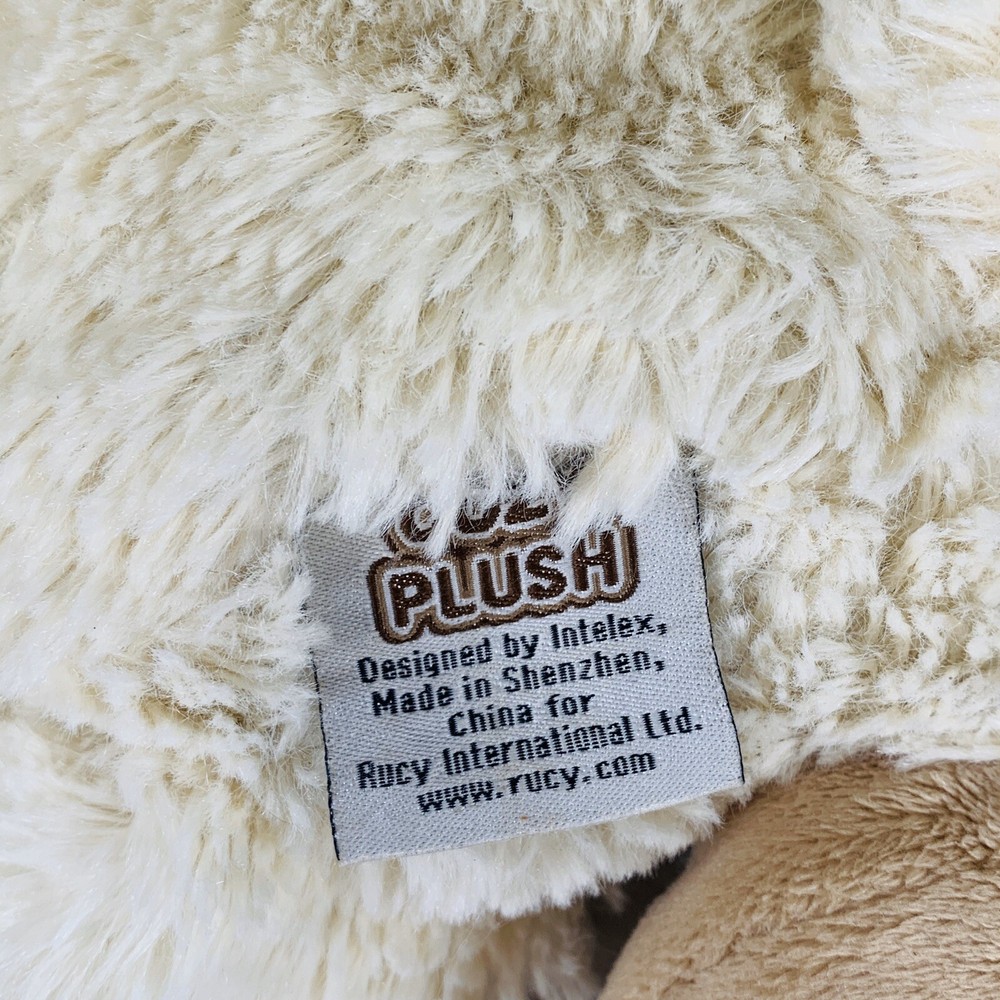 PLUSH
Designed by Intelex,
Made in Shenzhen,
China for
Rucy International Ltd.
www.rucy.com